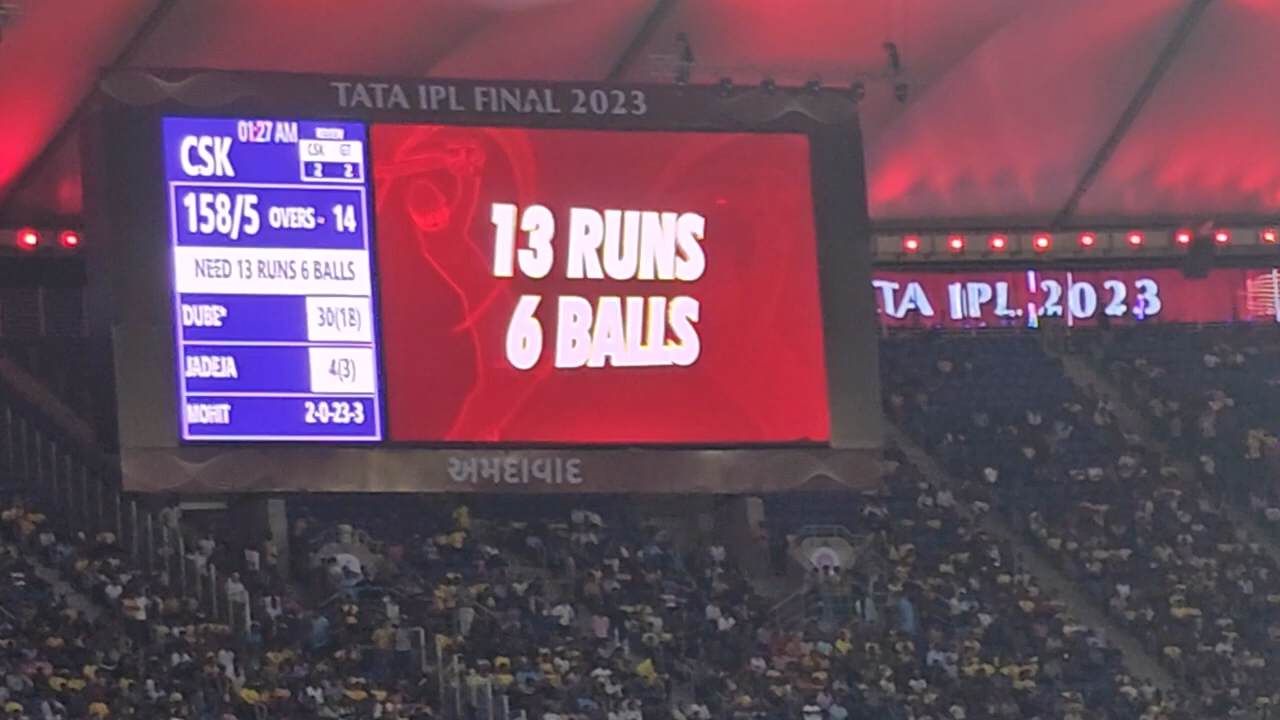 TATA IPL FINAL 2023
01:27 AM
CSK
CSK GT
2 2
158/5 OVERS - 14
NEED 13 RUNS 6 BALLS
DUBE* 30(18)
JADEJA 4(3)
MOHIT 2-0-23-3
13 RUNS
6 BALLS
અમદાવાદ
TA IPL 2023